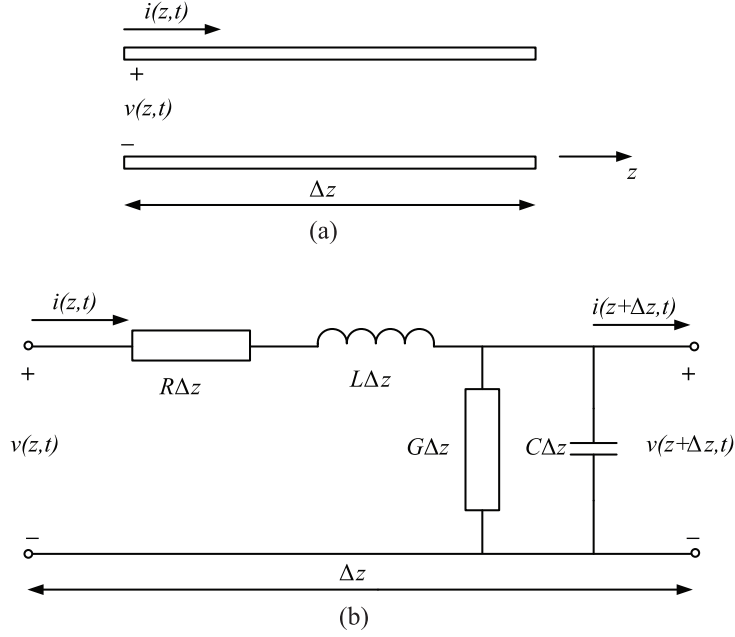 i(z,t)
+
v(z,t)
−
z
Δz
(a)
i(z,t)
i(z+Δz,t)
+
RΔz
LΔz
+
v(z,t)
GΔz
CΔz
v(z+Δz,t)
−
−
Δz
(b)